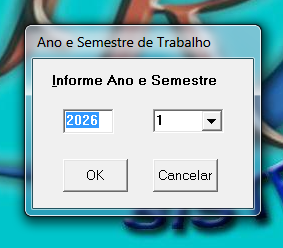 Ano e Semestre de Trabalho
Informe Ano e Semestre
2026 1
OK Cancelar